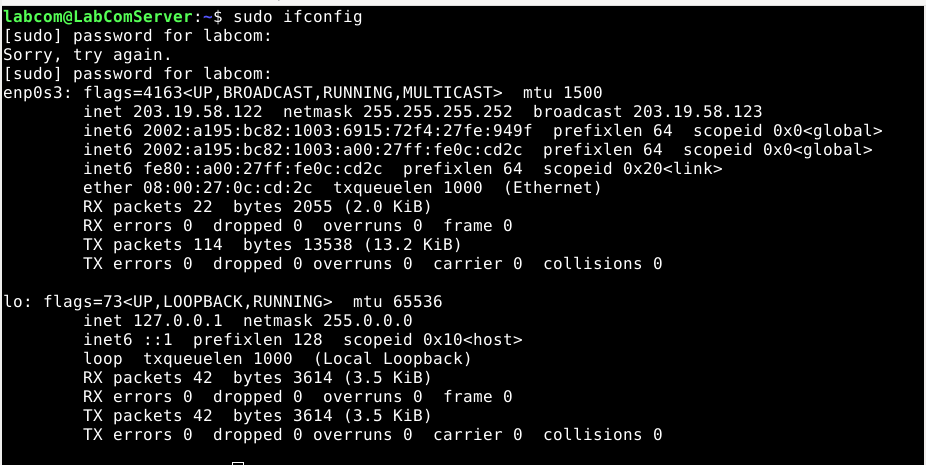 labcom@LabComServer:~$ sudo ifconfig
[sudo] password for labcom:
Sorry, try again.
[sudo] password for labcom:
enp0s3: flags=4163<UP,BROADCAST,RUNNING,MULTICAST>  mtu 1500
        inet 203.19.58.122  netmask 255.255.255.252  broadcast 203.19.58.123
        inet6 2002:a195:bc82:1003:6915:72f4:27fe:949f  prefixlen 64  scopeid 0x0<global>
        inet6 2002:a195:bc82:1003:a00:27ff:fe0c:cd2c  prefixlen 64  scopeid 0x0<global>
        inet6 fe80::a00:27ff:fe0c:cd2c  prefixlen 64  scopeid 0x20<link>
        ether 08:00:27:0c:cd:2c  txqueuelen 1000  (Ethernet)
        RX packets 22  bytes 2055 (2.0 KiB)
        RX errors 0  dropped 0  overruns 0  frame 0
        TX packets 114  bytes 13538 (13.2 KiB)
        TX errors 0  dropped 0 overruns 0  carrier 0  collisions 0

lo: flags=73<UP,LOOPBACK,RUNNING>  mtu 65536
        inet 127.0.0.1  netmask 255.0.0.0
        inet6 ::1  prefixlen 128  scopeid 0x10<host>
        loop  txqueuelen 1000  (Local Loopback)
        RX packets 42  bytes 3614 (3.5 KiB)
        RX errors 0  dropped 0  overruns 0  frame 0
        TX packets 42  bytes 3614 (3.5 KiB)
        TX errors 0  dropped 0 overruns 0  carrier 0  collisions 0